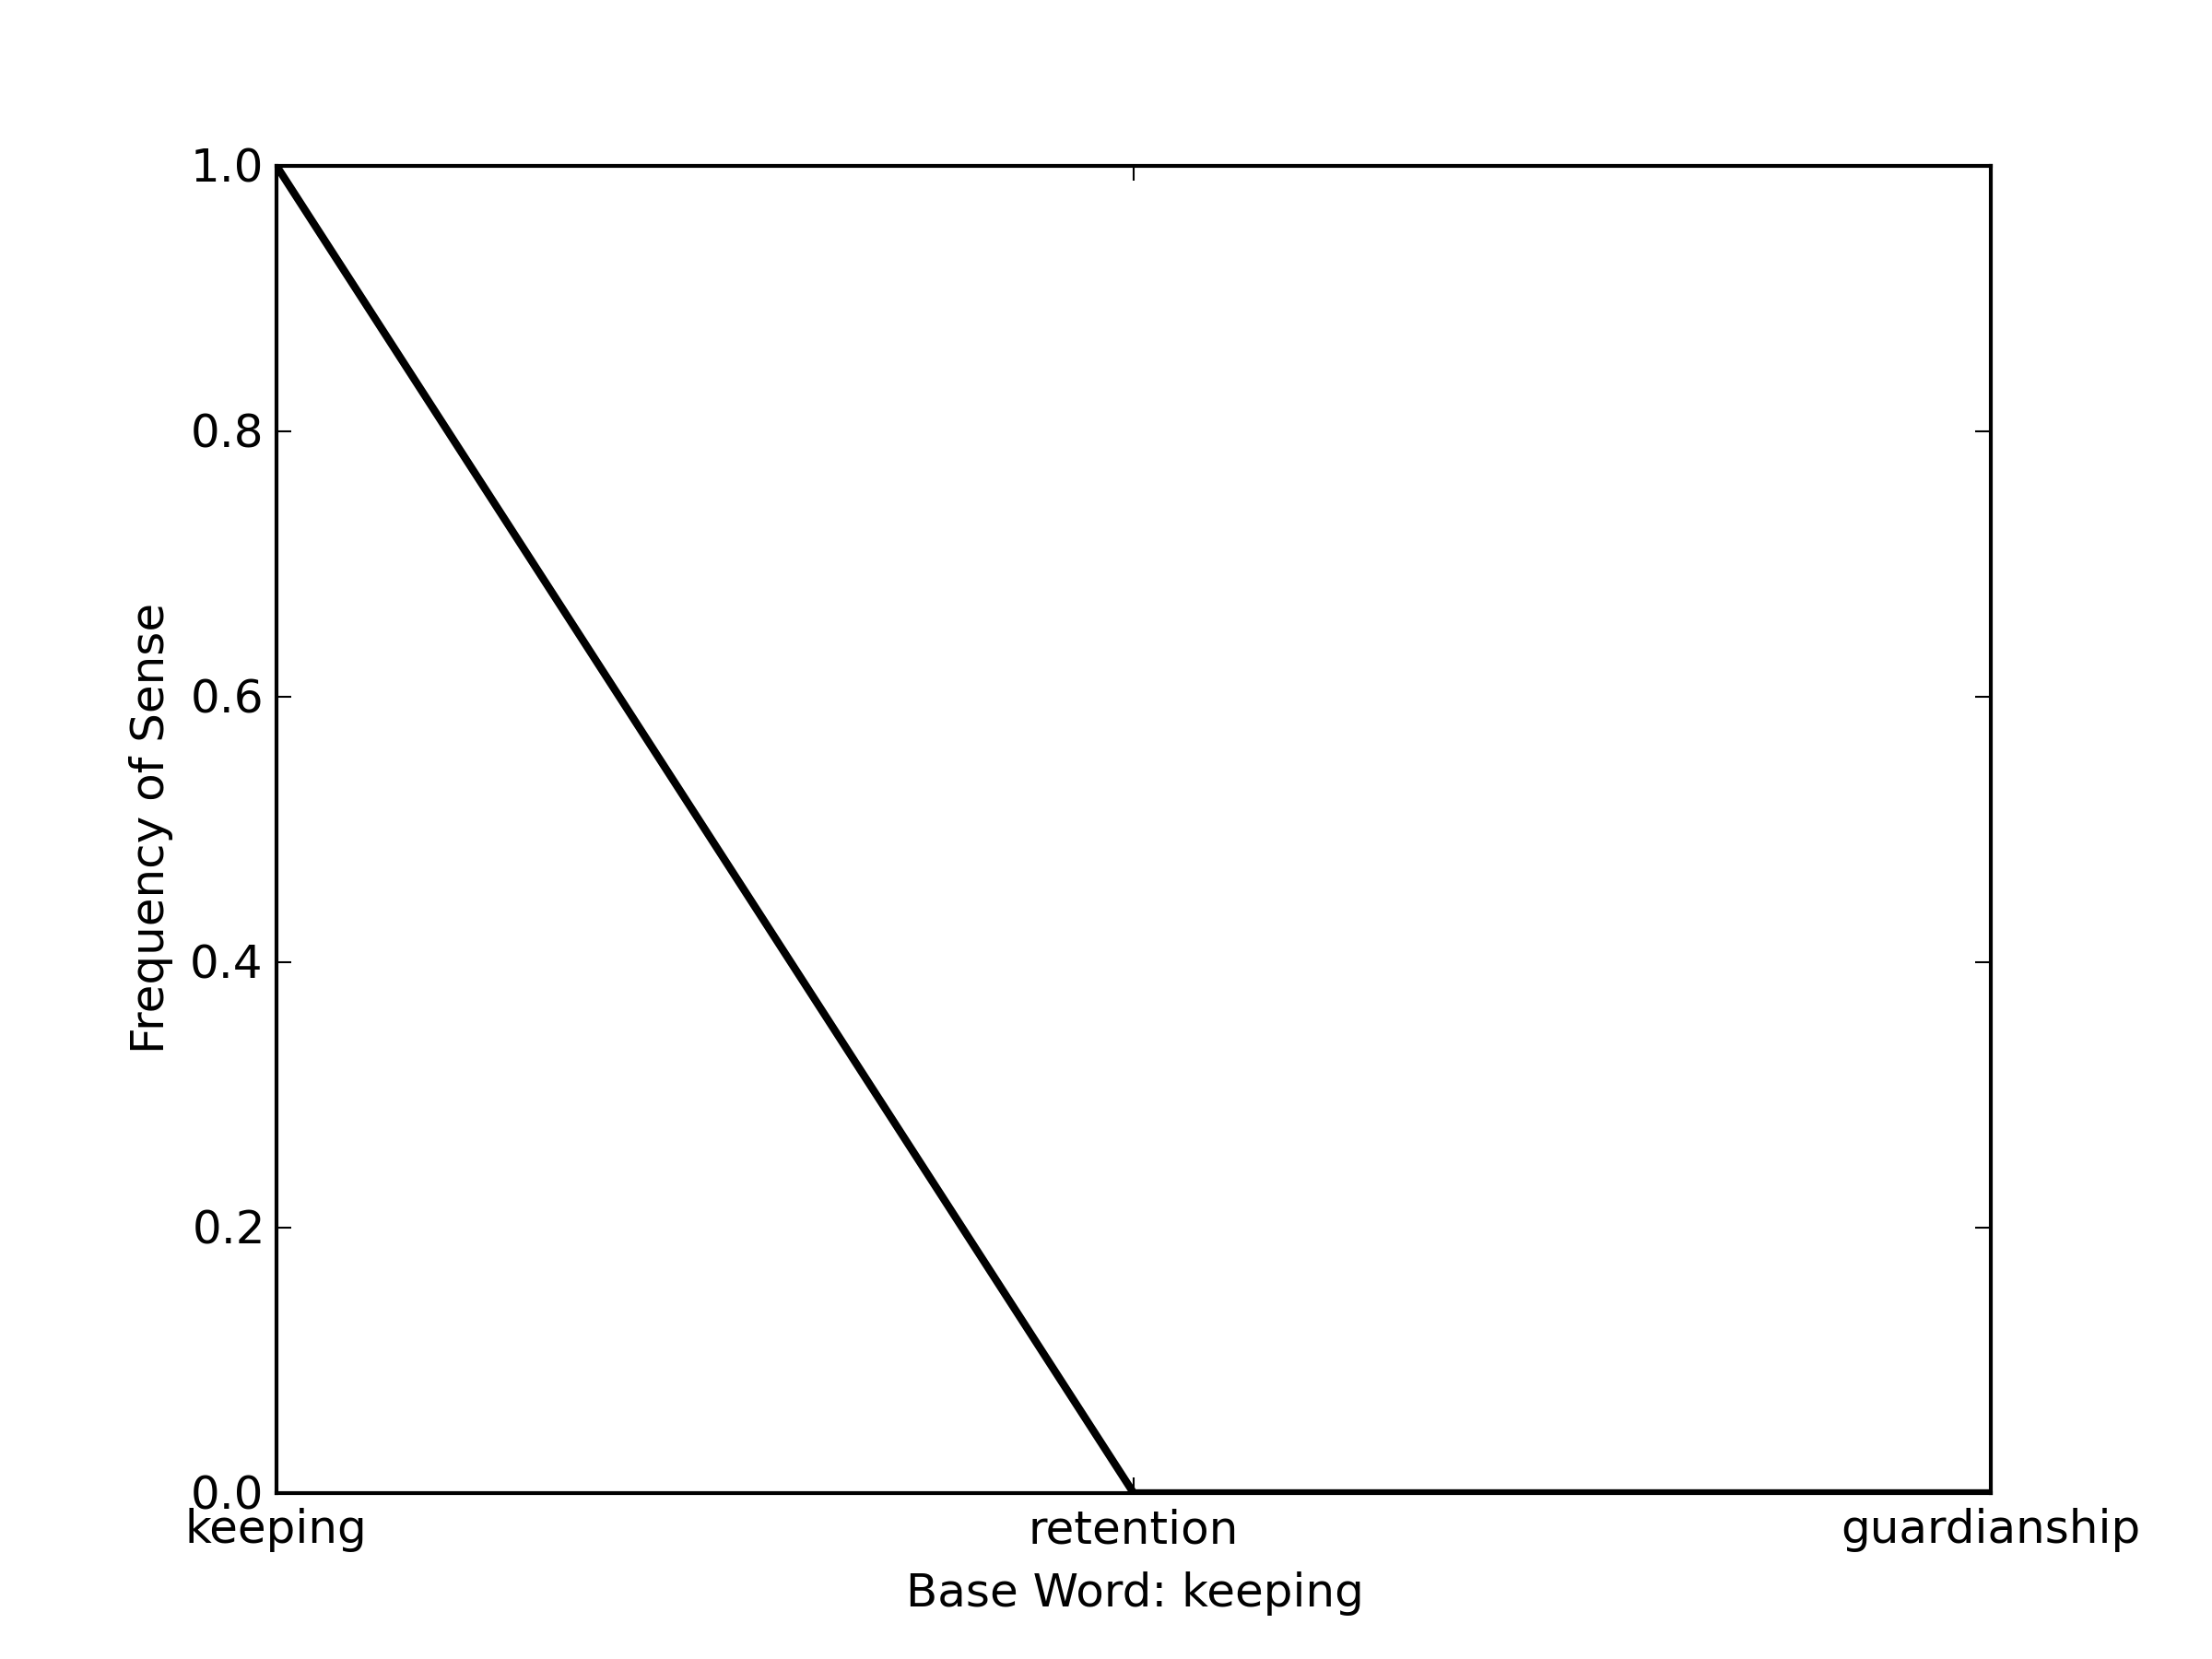 1.0
0.8
0.6
0.4
0.2
0.0
Frequency of Sense
keeping
retention
guardianship
Base Word: keeping